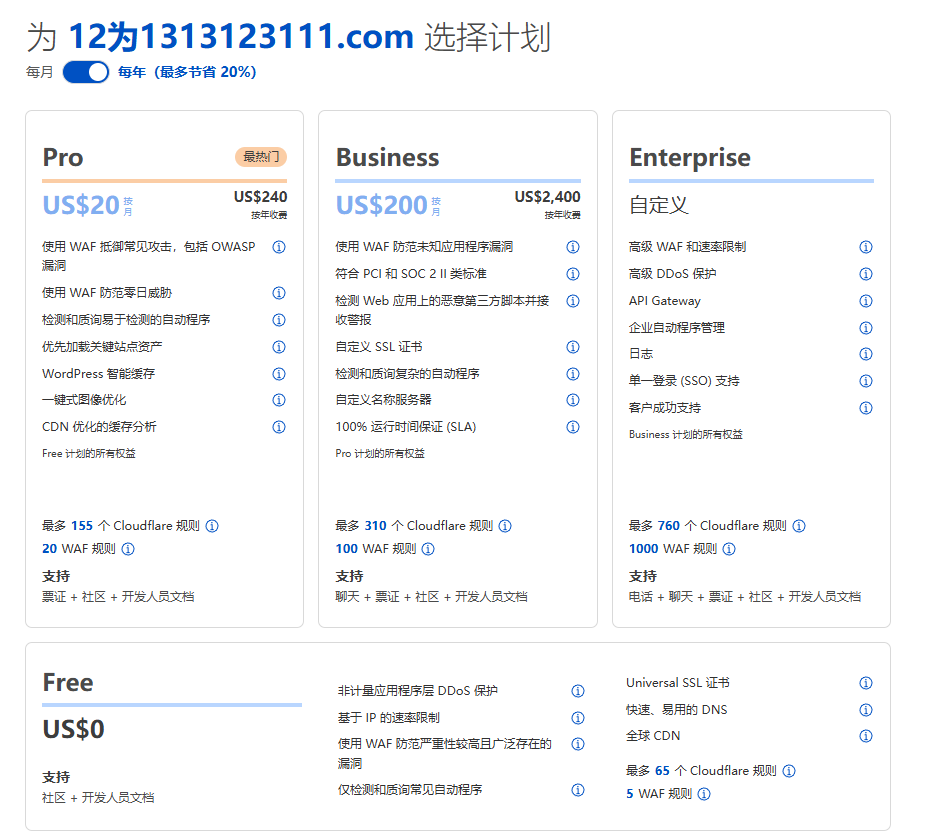 为 12为1313123111.com 选择计划
每月 每年（最多节省 20%）
Pro 最热门
US$20 按月 US$240
按年收费
使用 WAF 抵御常见攻击，包括 OWASP
漏洞
使用 WAF 防范零日威胁
检测和质询易于检测的自动程序
优先加载关键站点资产
WordPress 智能缓存
一键式图像优化
CDN 优化的缓存分析
Free 计划的所有权益
最多 155 个 Cloudflare 规则
20 WAF 规则
支持
票证 + 社区 + 开发人员文档
Business
US$200 按月 US$2,400
按年收费
使用 WAF 防范未知应用程序漏洞
符合 PCI 和 SOC 2 II 类标准
检测 Web 应用上的恶意第三方脚本并接
收警报
自定义 SSL 证书
检测和质询复杂的自动程序
自定义名称服务器
100% 运行时间保证 (SLA)
Pro 计划的所有权益
最多 310 个 Cloudflare 规则
100 WAF 规则
支持
聊天 + 票证 + 社区 + 开发人员文档
Enterprise
自定义
高级 WAF 和速率限制
高级 DDoS 保护
API Gateway
企业自动程序管理
日志
单一登录 (SSO) 支持
客户成功支持
Business 计划的所有权益
最多 760 个 Cloudflare 规则
1000 WAF 规则
支持
电话 + 聊天 + 票证 + 社区 + 开发人员文档
Free
US$0
支持
社区 + 开发人员文档
非计量应用程序层 DDoS 保护
基于 IP 的速率限制
使用 WAF 防范严重性较高且广泛存在的
漏洞
仅检测和质询常见自动程序
Universal SSL 证书
快速、易用的 DNS
全球 CDN
最多 65 个 Cloudflare 规则
5 WAF 规则